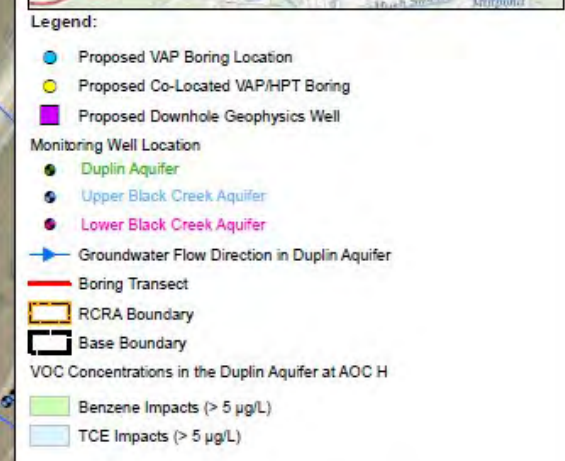 Legend:
Proposed VAP Boring Location
Proposed Co-Located VAP/HPT Boring
Proposed Downhole Geophysics Well
Monitoring Well Location
Duplin Aquifer
Upper Black Creek Aquifer
Lower Black Creek Aquifer
Groundwater Flow Direction in Duplin Aquifer
Boring Transect
RCRA Boundary
Base Boundary
VOC Concentrations in the Duplin Aquifer at AOC H
Benzene Impacts (> 5 µg/L)
TCE Impacts (> 5 µg/L)